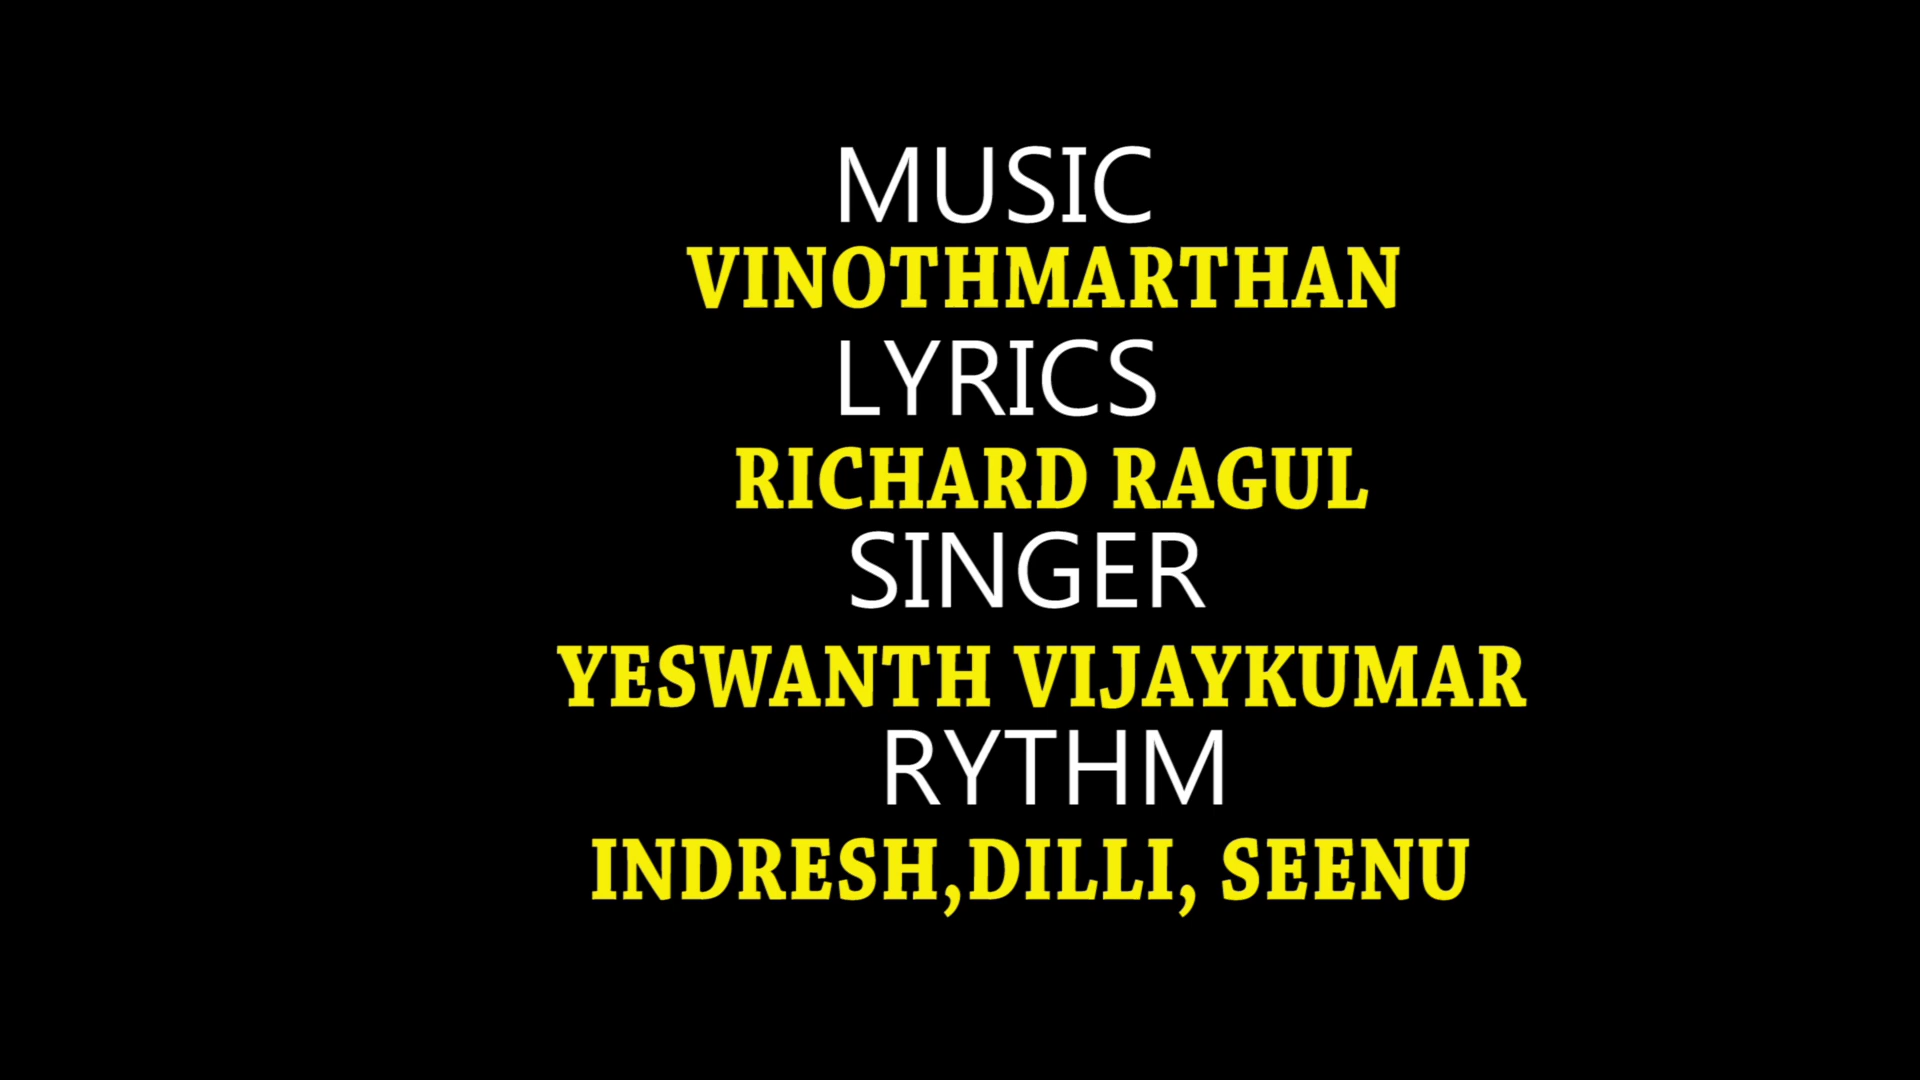 MUSIC
VINOTHMARTHAN
LYRICS
RICHARD RAGUL
SINGER
YESWANTH VIJAYKUMAR
RYTHM
INDRESH,DILLI, SEENU